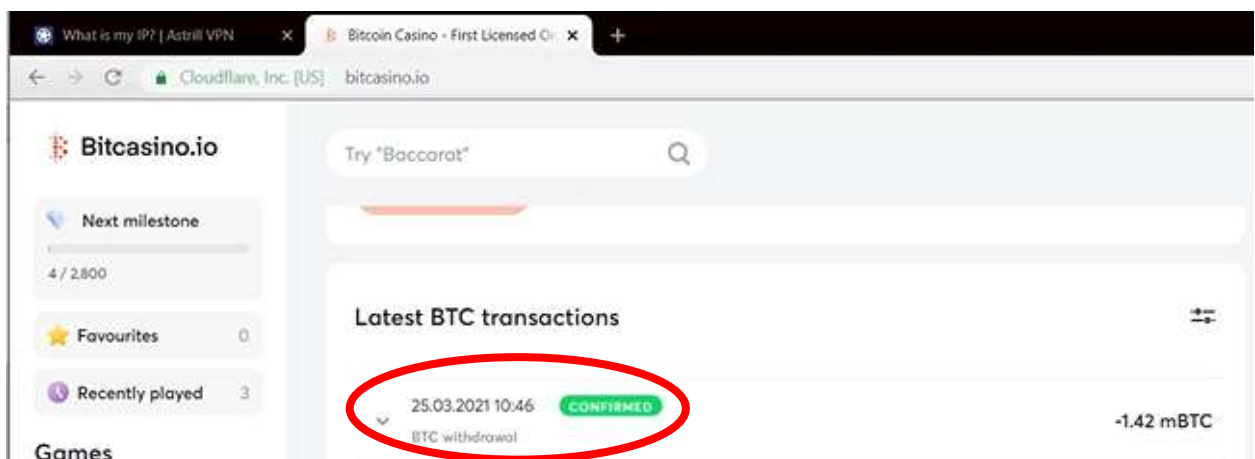 What is my IP? | Astrill VPN
Bitcoin Casino - First Licensed O
Cloudflare, Inc. [US] bitcasino.io
Bitcasino.io
Try "Baccarat"
Next milestone
4 / 2,800
Favourites 0
Recently played 3
Games
Latest BTC transactions
25.03.2021 10:46 CONFIRMED
BTC withdrawal
-1.42 mBTC